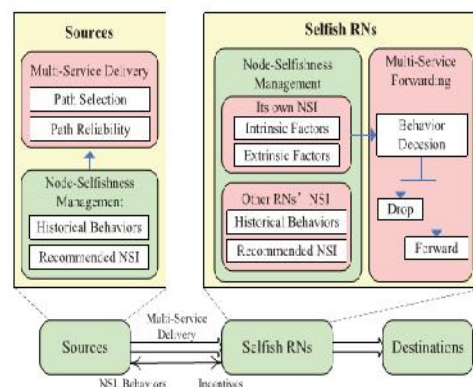 Sources
Multi-Service Delivery
Path Selection
Path Reliability
Node-Selfishness
Management
Historical Behaviors
Recommended NSI
Selfish RNs
Node-Selfishness
Management
Its own NSI
Intrinsic Factors
Extrinsic Factors
Other RNs' NSI
Historical Behaviors
Recommended NSI
Multi-Service
Forwarding
Behavior
Decesion
Drop
Forward
Sources
Multi-Service
Delivery
NSI, Behaviors
Incentives
Selfish RNs
Destinations